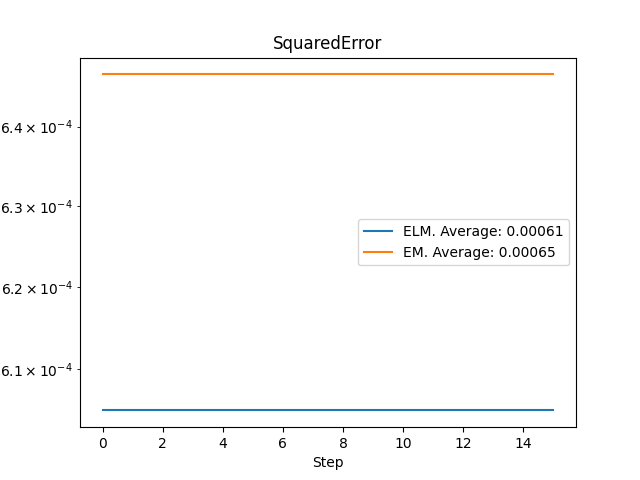 SquaredError
6.4 × 10⁻⁴
6.3 × 10⁻⁴
6.2 × 10⁻⁴
6.1 × 10⁻⁴
ELM. Average: 0.00061
EM. Average: 0.00065
0 2 4 6 8 10 12 14
Step